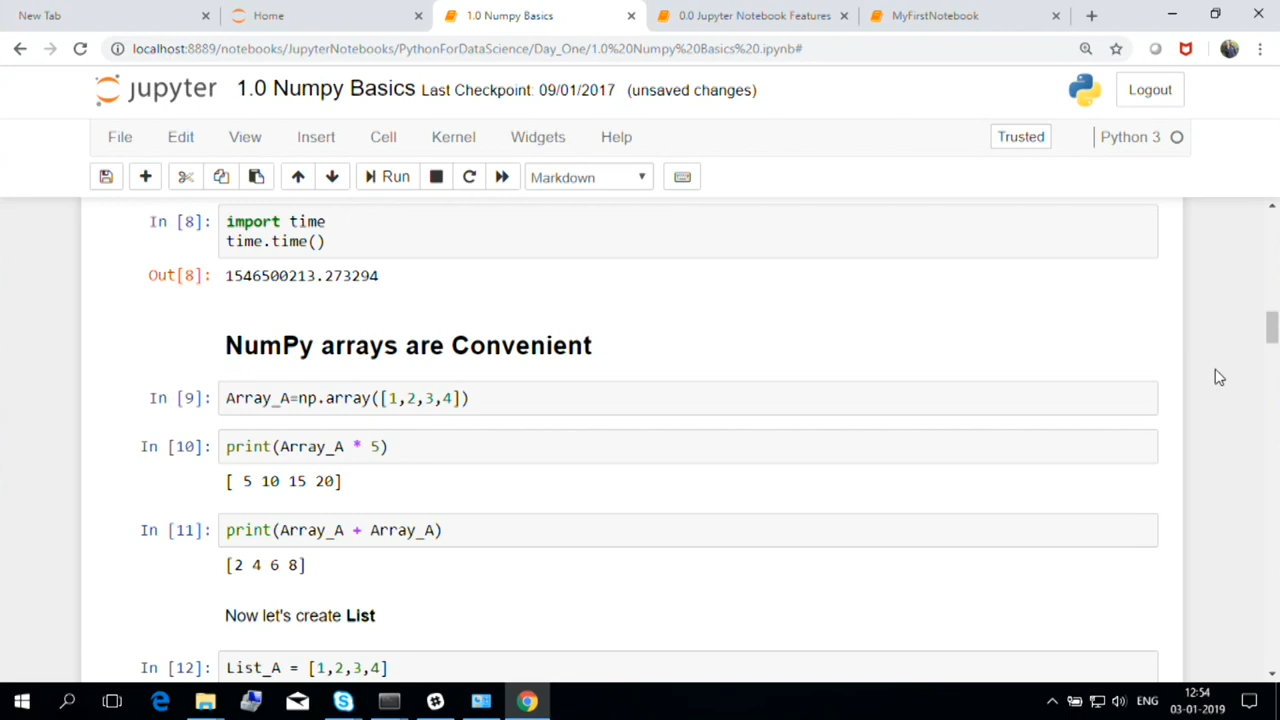 New Tab
Home
1.0 Numpy Basics
0.0 Jupyter Notebook Features
MyFirstNotebook
localhost:8889/notebooks/JupyterNotebooks/PythonForDataScience/Day_One/1.0%20Numpy%20Basics%20.ipynb#
jupyter 1.0 Numpy Basics Last Checkpoint: 09/01/2017 (unsaved changes)
Logout
File Edit View Insert Cell Kernel Widgets Help
Trusted
Python 3
Run
Markdown
In [8]: import time
time.time()
Out[8]: 1546500213.273294
NumPy arrays are Convenient
In [9]: Array_A=np.array([1,2,3,4])
In [10]: print(Array_A * 5)
[ 5 10 15 20]
In [11]: print(Array_A + Array_A)
[2 4 6 8]
Now let's create List
In [12]: List_A = [1,2,3,4]
ENG
12:54
03-01-2019